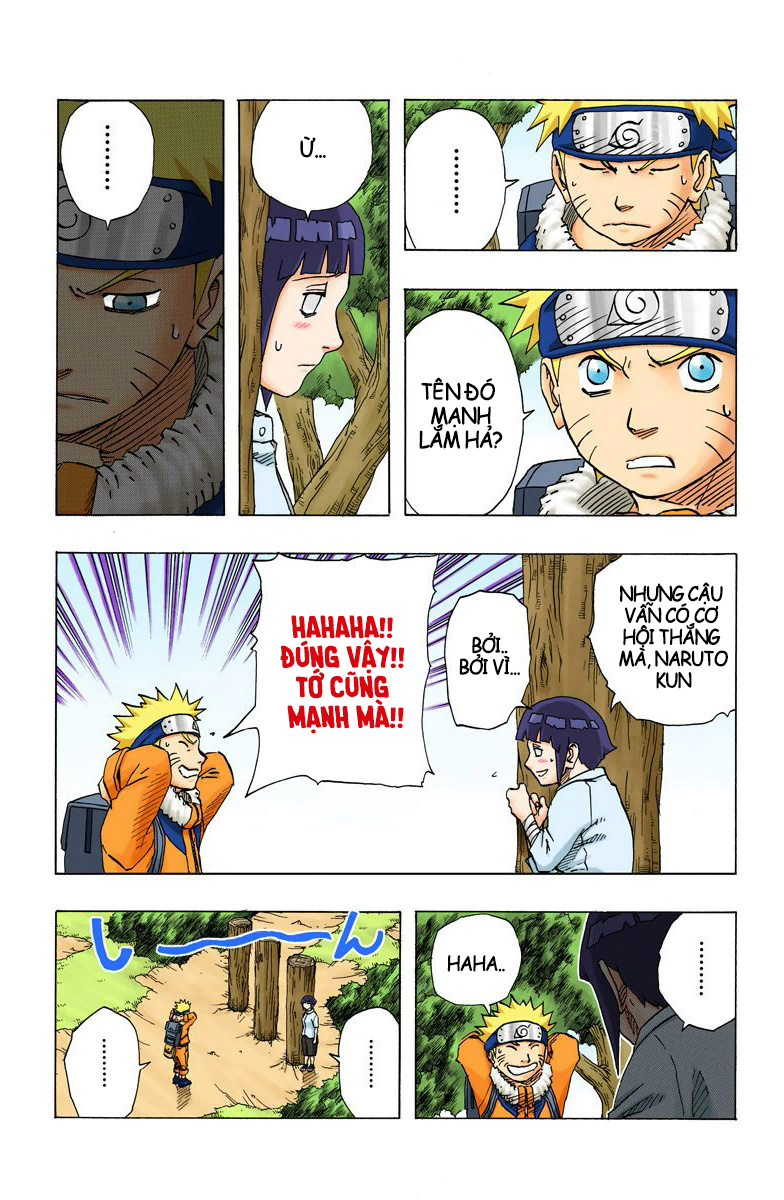 .........
TÊN ĐÓ
MẠNH
LẮM HẢ?
Ừ...
.........
NHƯNG CẬU
VẪN CÓ CƠ
HỘI THẮNG
MÀ, NARUTO
KUN
BỞI..
BỞI VÌ...
HAHAHA!!
ĐÚNG VẬY!!
TỚ CŨNG
MẠNH MÀ!!
.......
HAHA..
しーーん
.......